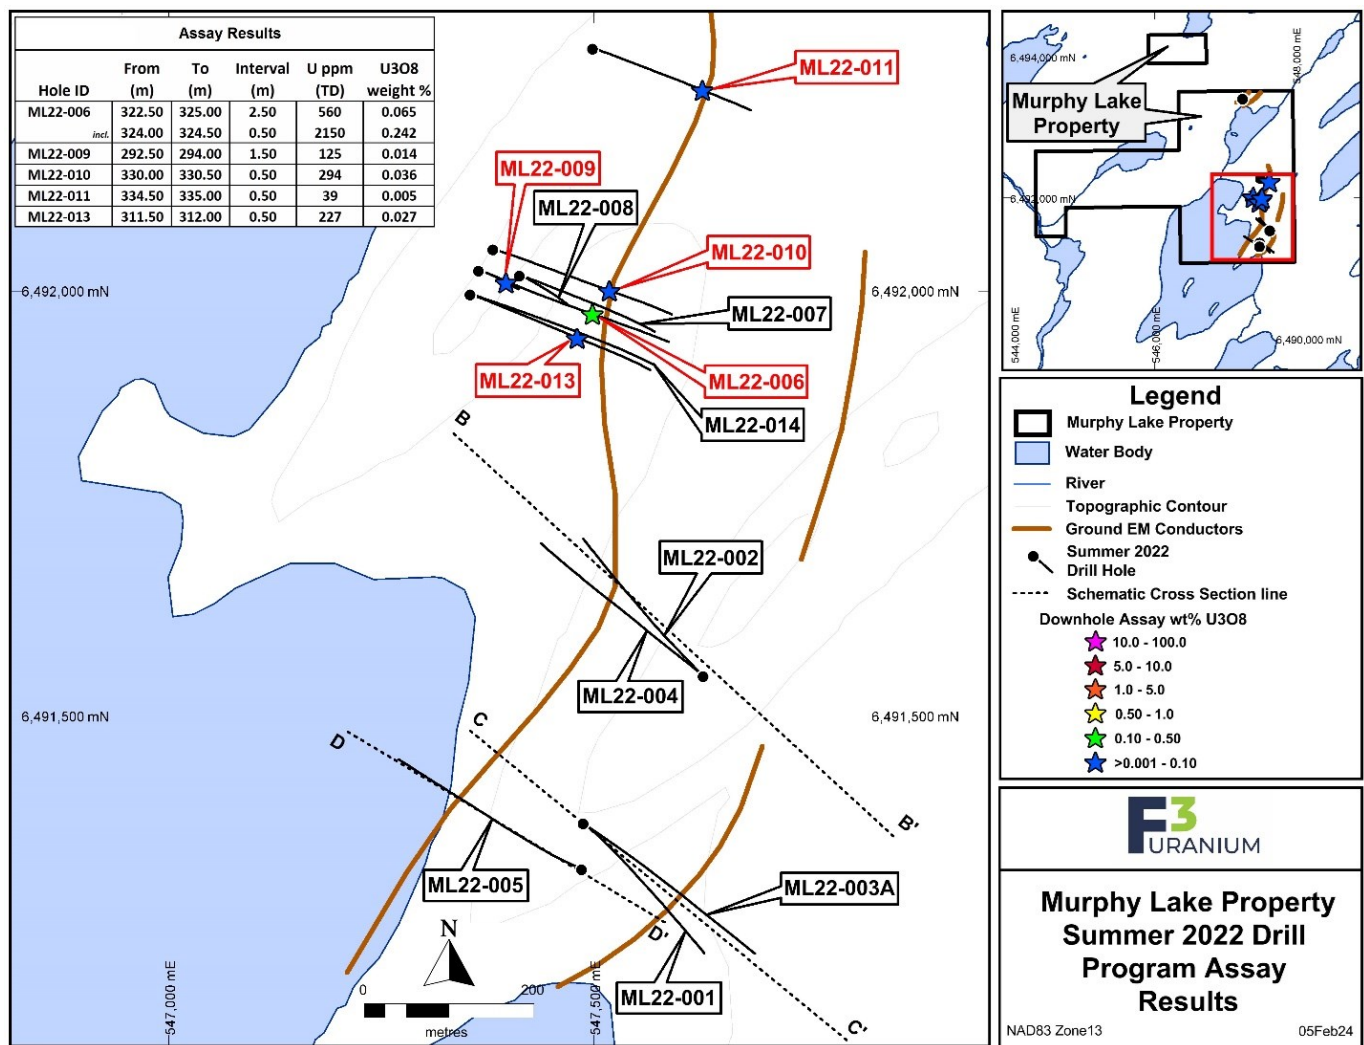 Assay Results
Hole ID From (m) To (m) Interval (m) U ppm (TD) U3O8 weight %
ML22-006 322.50 325.00 2.50 560 0.065
incl. 324.00 324.50 0.50 2150 0.242
ML22-009 292.50 294.00 1.50 125 0.014
ML22-010 330.00 330.50 0.50 294 0.036
ML22-011 334.50 335.00 0.50 39 0.005
ML22-013 311.50 312.00 0.50 227 0.027
ML22-011
ML22-009
ML22-008
ML22-010
6,492,000 mN
6,492,000 mN
ML22-007
ML22-013
ML22-006
ML22-014
B
ML22-002
ML22-004
6,491,500 mN
6,491,500 mN
C
D
B'
ML22-005
ML22-003A
D'
ML22-001
C'
N
0
200
metres
547,000 mE
547,500 mE
6,494,000 mN
548,000 mE
Murphy Lake
Property
6,492,000 mN
544,000 mE
546,000 mE
6,490,000 mN
Legend
Murphy Lake Property
Water Body
River
Topographic Contour
Ground EM Conductors
Summer 2022
Drill Hole
Schematic Cross Section line
Downhole Assay wt% U3O8
10.0 - 100.0
5.0 - 10.0
1.0 - 5.0
0.50 - 1.0
0.10 - 0.50
>0.001 - 0.10
F3
URANIUM
Murphy Lake Property
Summer 2022 Drill
Program Assay
Results
NAD83 Zone13
05Feb24